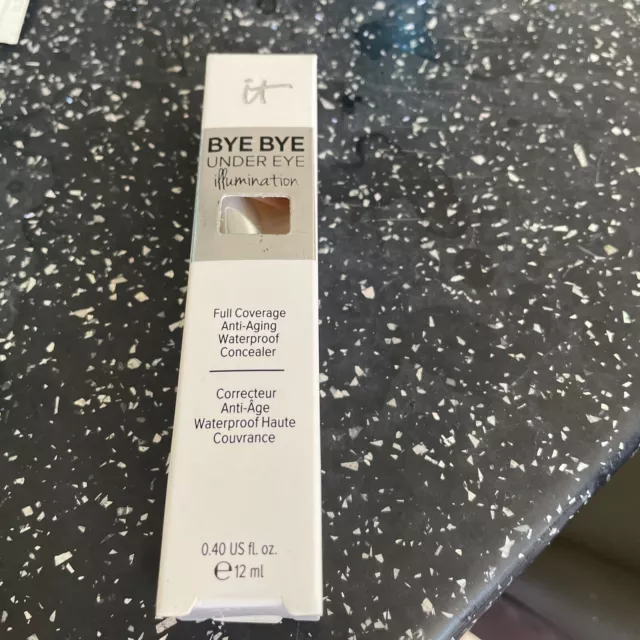 it
BYE BYE
UNDER EYE
illumination
Full Coverage
Anti-Aging
Waterproof
Concealer
Correcteur
Anti-Âge
Waterproof Haute
Couvrance
0.40 US fl. oz.
℮12 ml